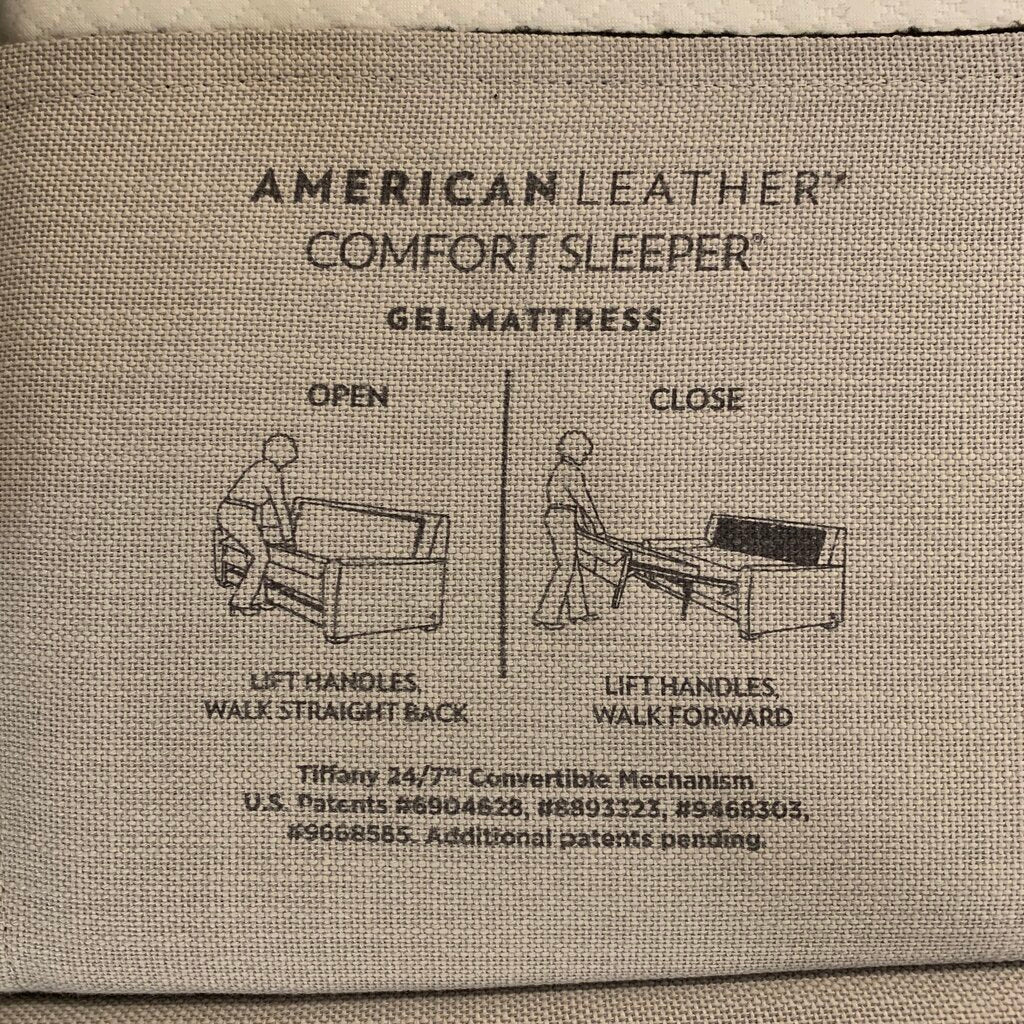 AMERICAN LEATHER™
COMFORT SLEEPER®
GEL MATTRESS
OPEN
CLOSE
LIFT HANDLES,
WALK STRAIGHT BACK
LIFT HANDLES,
WALK FORWARD
Tiffany 24/7™ Convertible Mechanism
U.S. Patents #6904628, #8893323, #9468303,
#9668585. Additional patents pending.